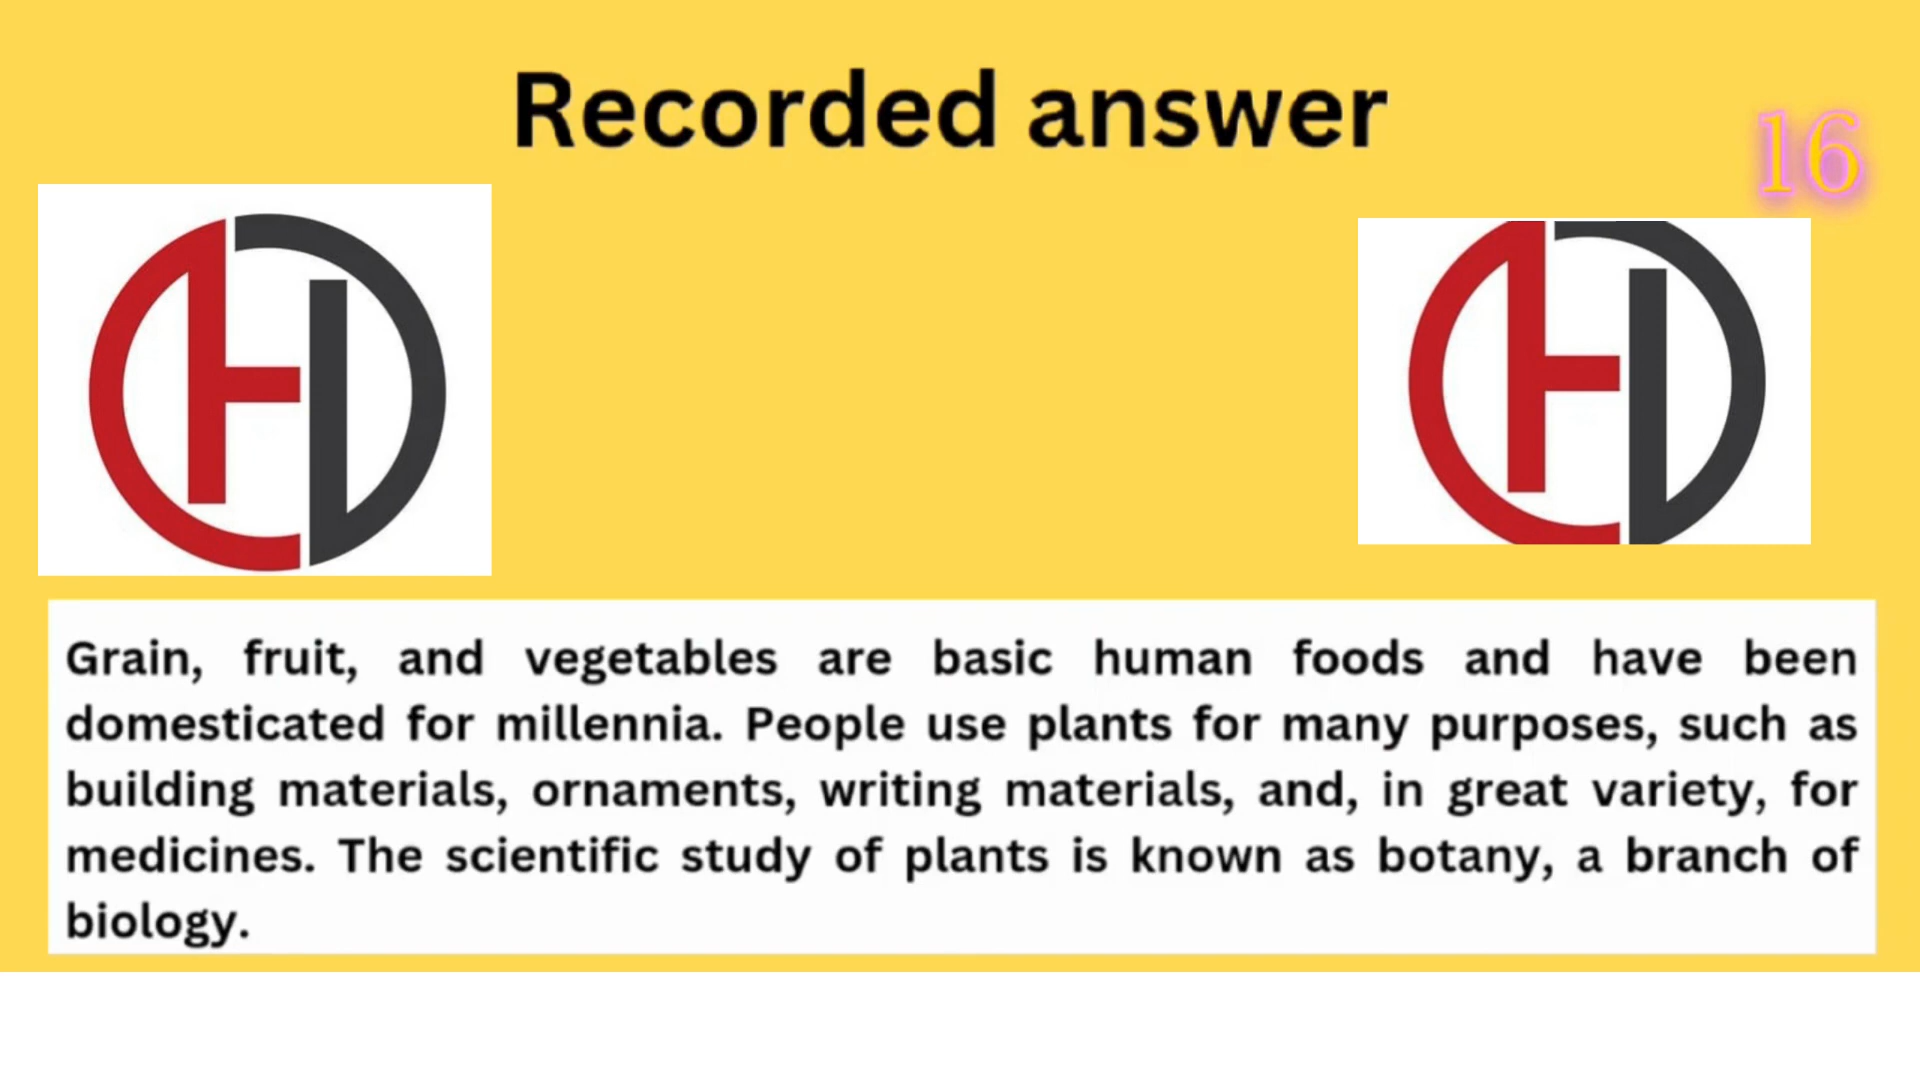 Recorded answer
16
Grain, fruit, and vegetables are basic human foods and have been
domesticated for millennia. People use plants for many purposes, such as
building materials, ornaments, writing materials, and, in great variety, for
medicines. The scientific study of plants is known as botany, a branch of
biology.